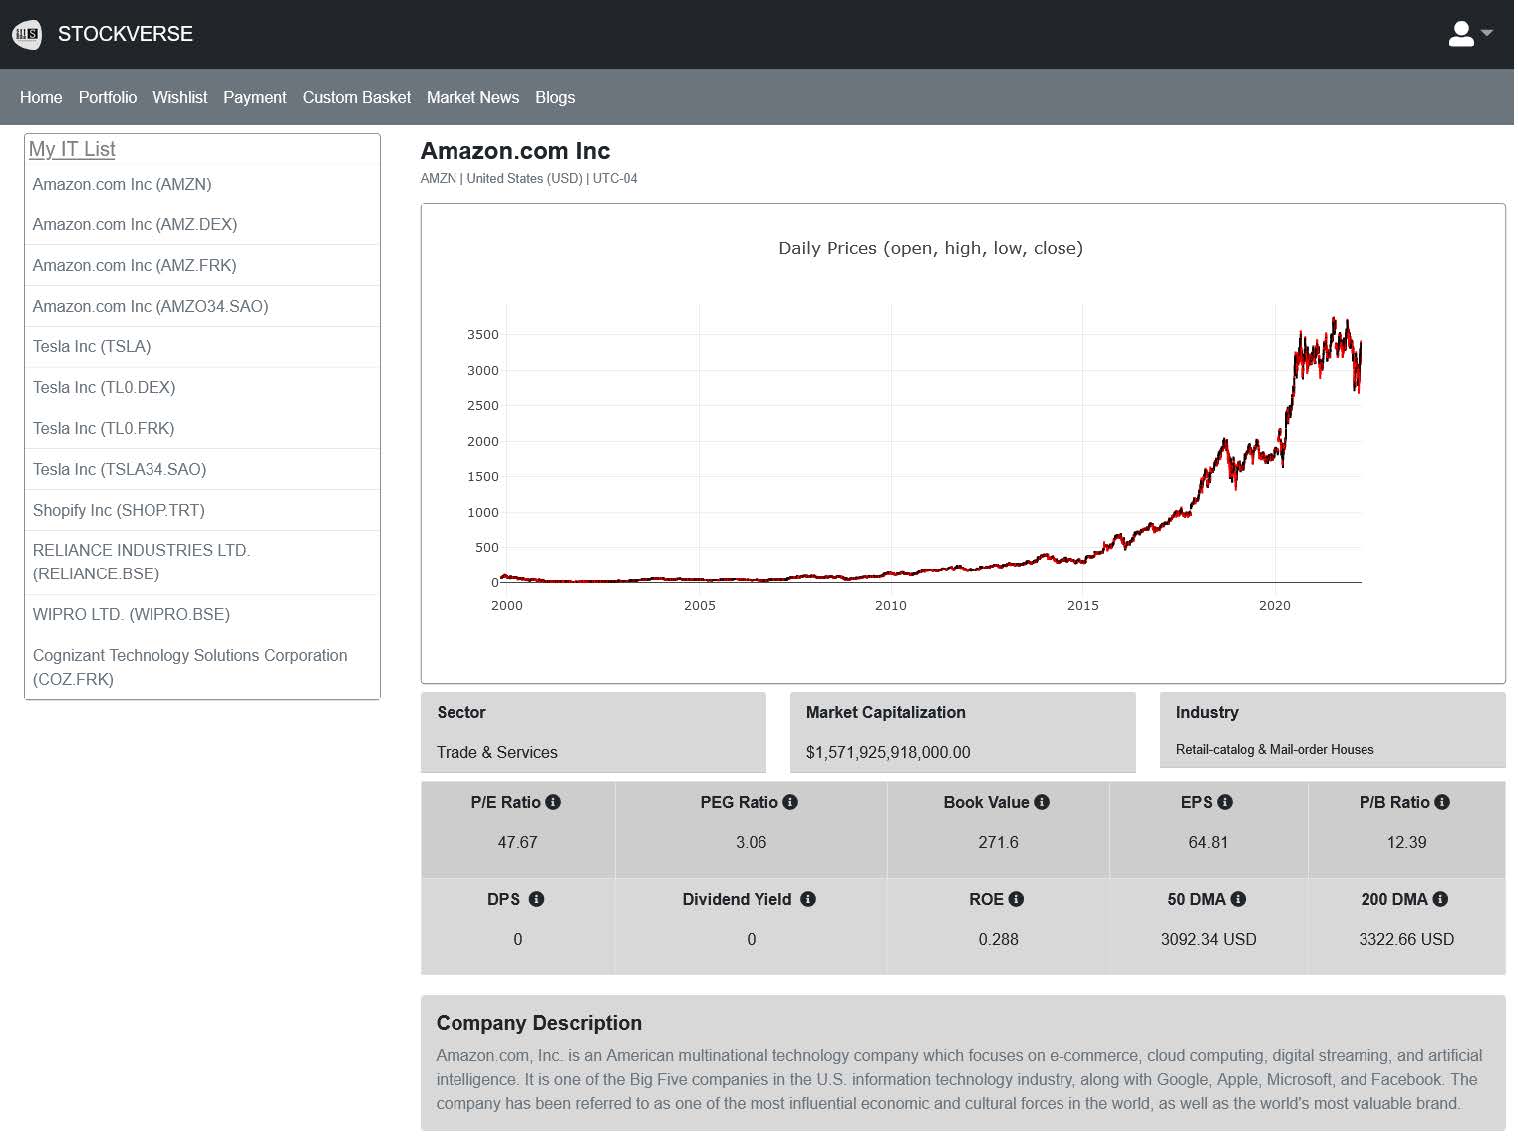 STOCKVERSE
Home Portfolio Wishlist Payment Custom Basket Market News Blogs
My IT List
Amazon.com Inc (AMZN)
Amazon.com Inc (AMZ.DEX)
Amazon.com Inc (AMZ.FRK)
Amazon.com Inc (AMZO34.SAO)
Tesla Inc (TSLA)
Tesla Inc (TL0.DEX)
Tesla Inc (TL0.FRK)
Tesla Inc (TSLA34.SAO)
Shopify Inc (SHOP.TRT)
RELIANCE INDUSTRIES LTD.
(RELIANCE.BSE)
WIPRO LTD. (WIPRO.BSE)
Cognizant Technology Solutions Corporation
(COZ.FRK)
Amazon.com Inc
AMZN | United States (USD) | UTC-04
Daily Prices (open, high, low, close)
3500
3000
2500
2000
1500
1000
500
0
2000 2005 2010 2015 2020
Sector
Trade & Services
Market Capitalization
$1,571,925,918,000.00
Industry
Retail-catalog & Mail-order Houses
P/E Ratio PEG Ratio Book Value EPS P/B Ratio
47.67 3.06 271.6 64.81 12.39
DPS Dividend Yield ROE 50 DMA 200 DMA
0 0 0.288 3092.34 USD 3322.66 USD
Company Description
Amazon.com, Inc. is an American multinational technology company which focuses on e-commerce, cloud computing, digital streaming, and artificial
intelligence. It is one of the Big Five companies in the U.S. information technology industry, along with Google, Apple, Microsoft, and Facebook. The
company has been referred to as one of the most influential economic and cultural forces in the world, as well as the world's most valuable brand.